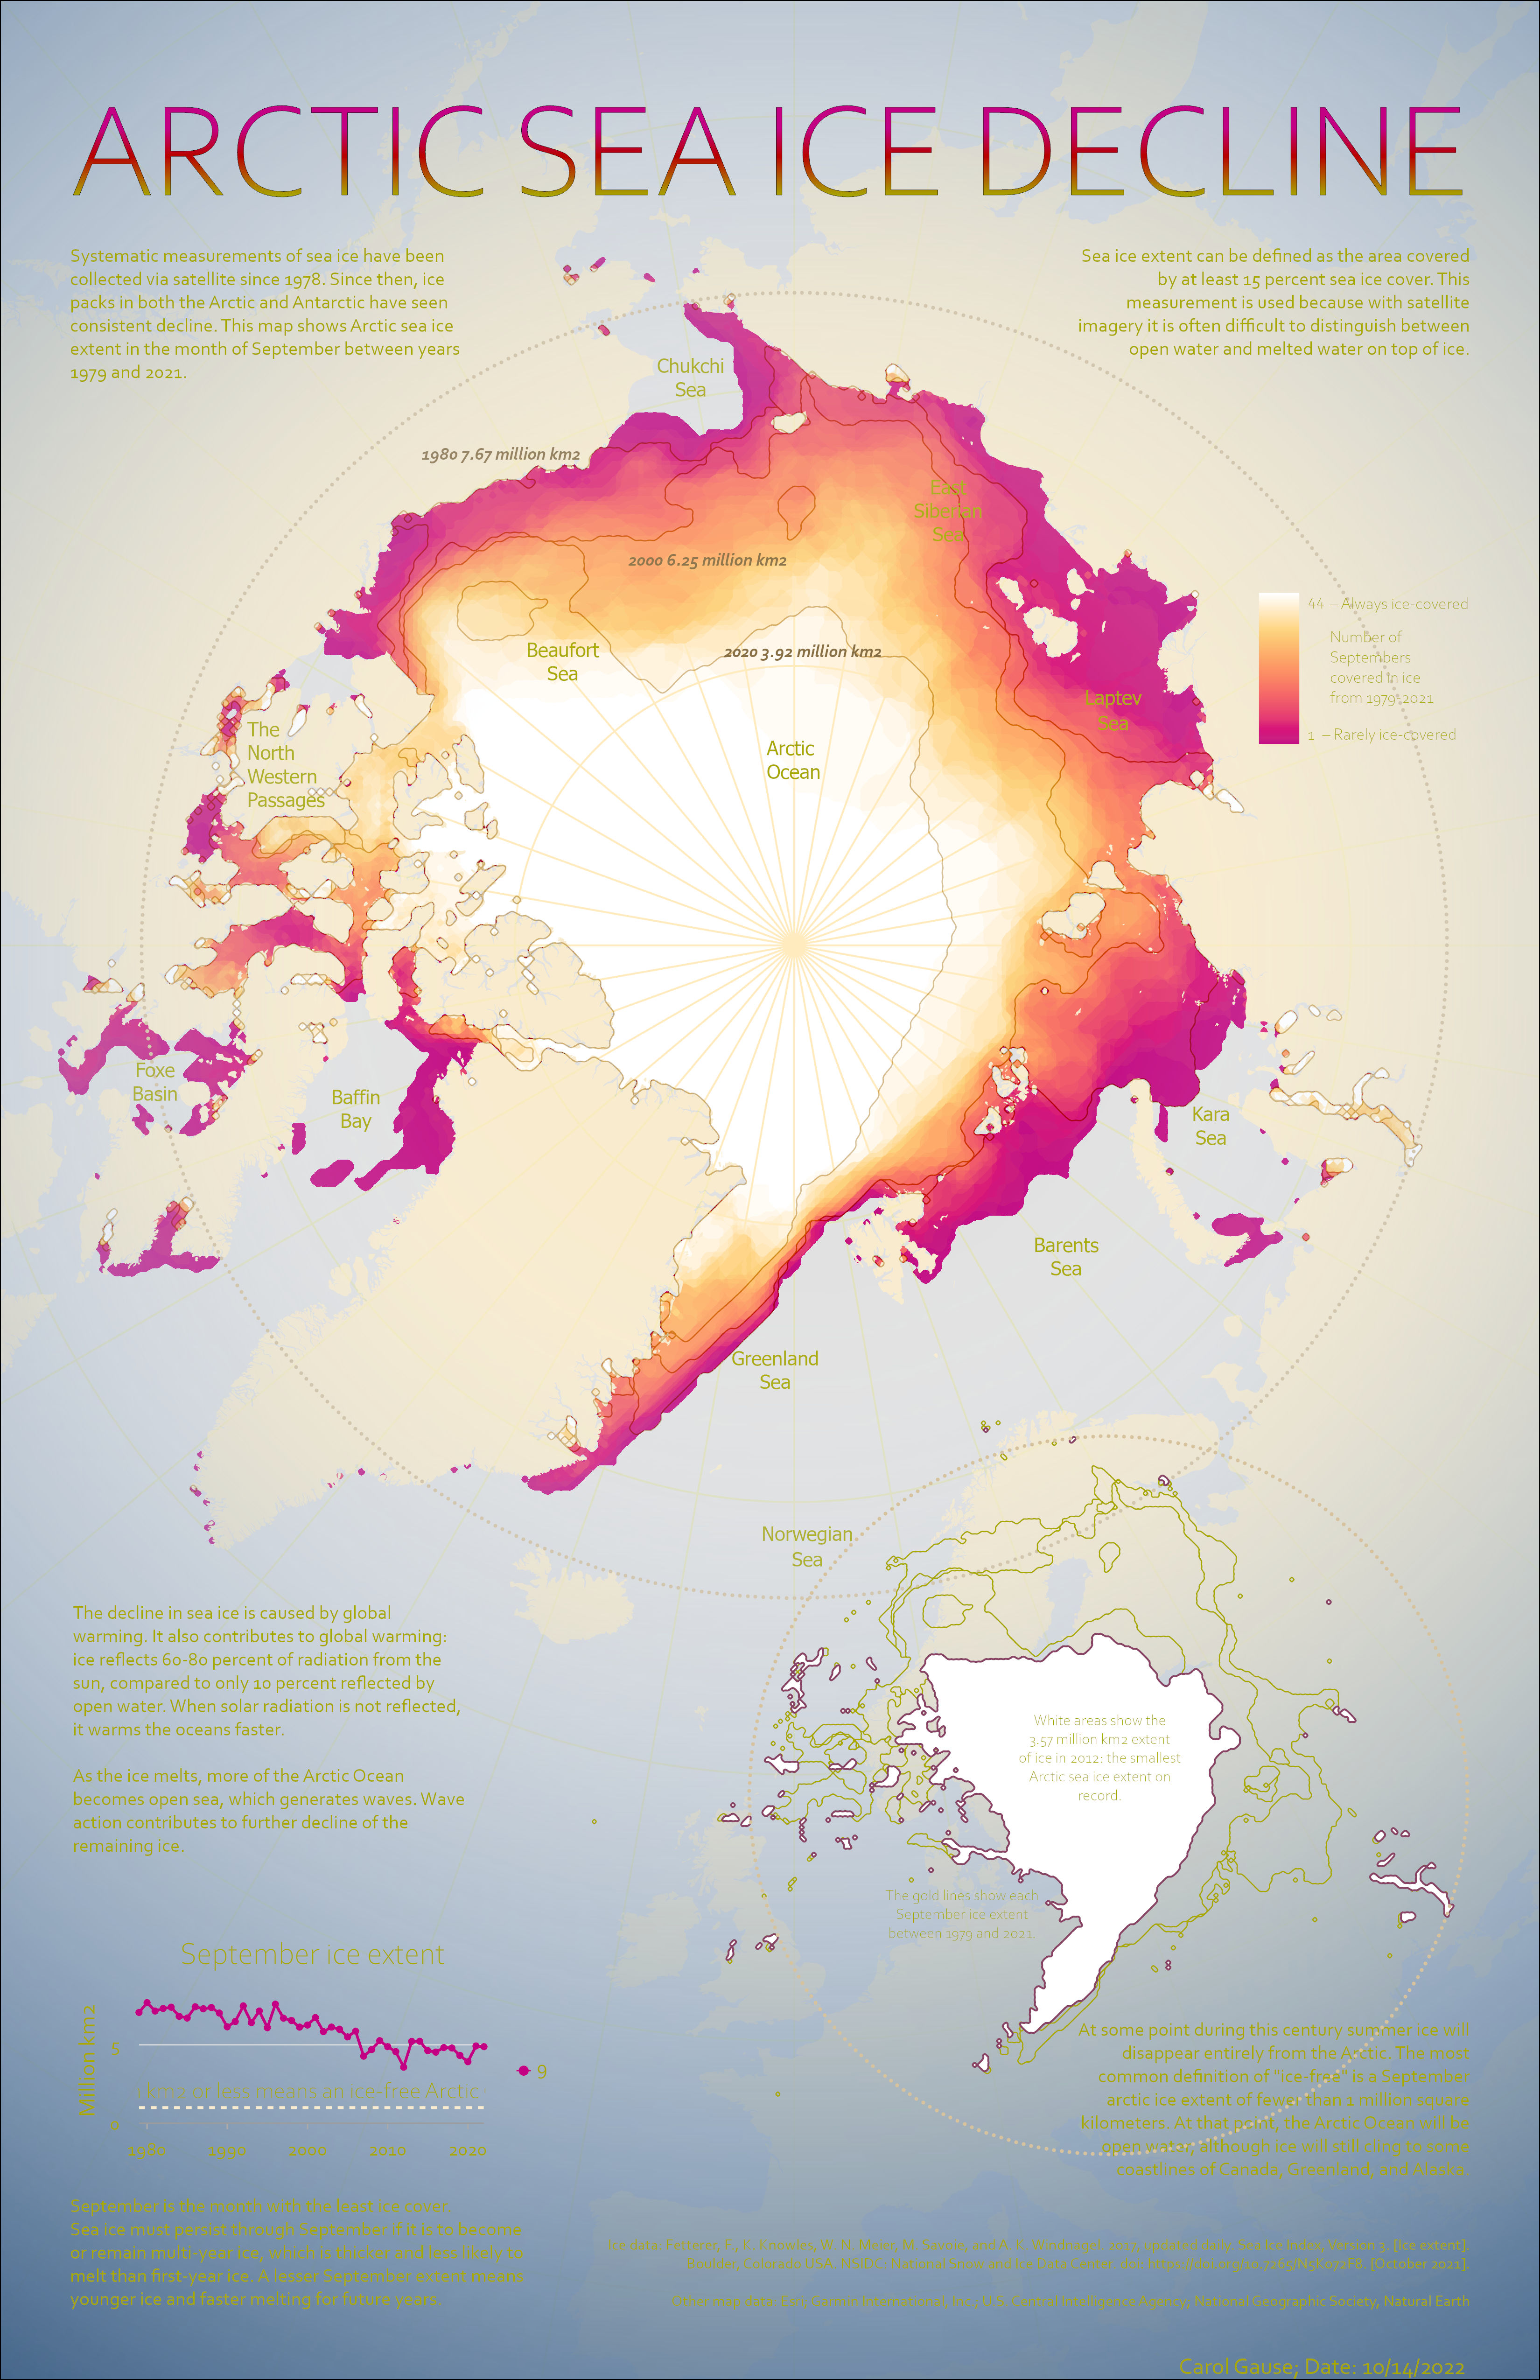 ARCTIC SEA ICE DECLINE
Systematic measurements of sea ice have been
collected via satellite since 1978. Since then, ice
packs in both the Arctic and Antarctic have seen
consistent decline. This map shows Arctic sea ice
extent in the month of September between years
1979 and 2021.
Sea ice extent can be defined as the area covered
by at least 15 percent sea ice cover. This
measurement is used because with satellite
imagery it is often difficult to distinguish between
open water and melted water on top of ice.
Chukchi
Sea
1980 7.67 million km2
East
Siberian
Sea
2000 6.25 million km2
44 – Always ice-covered
Number of
Septembers
covered in ice
from 1979-2021
1 – Rarely ice-covered
Beaufort
Sea
2020 3.92 million km2
Laptev
Sea
The
North
Western
Passages
Arctic
Ocean
Foxe
Basin
Baffin
Bay
Kara
Sea
Barents
Sea
Greenland
Sea
Norwegian
Sea
The decline in sea ice is caused by global
warming. It also contributes to global warming:
ice reflects 60-80 percent of radiation from the
sun, compared to only 10 percent reflected by
open water. When solar radiation is not reflected,
it warms the oceans faster.
As the ice melts, more of the Arctic Ocean
becomes open sea, which generates waves. Wave
action contributes to further decline of the
remaining ice.
White areas show the
3.57 million km2 extent
of ice in 2012: the smallest
Arctic sea ice extent on
record.
The gold lines show each
September ice extent
between 1979 and 2021.
September ice extent
Million km2
5
0
9
or less means an ice-free Arctic
1980 1990 2000 2010 2020
At some point during this century summer ice will
disappear entirely from the Arctic. The most
common definition of "ice-free" is a September
arctic ice extent of fewer than 1 million square
kilometers. At that point, the Arctic Ocean will be
open water, although ice will still cling to some
coastlines of Canada, Greenland, and Alaska.
September is the month with the least ice cover.
Sea ice must persist through September if it is to become
or remain multi-year ice, which is thicker and less likely to
melt than first-year ice. A lesser September extent means
younger ice and faster melting for future years.
Ice data: Fetterer, F., K. Knowles, W. N. Meier, M. Savoie, and A. K. Windnagel. 2017, updated daily. Sea Ice Index, Version 3. [Ice extent].
Boulder, Colorado USA. NSIDC: National Snow and Ice Data Center. doi: https://doi.org/10.7265/N5K072F8. [October 2021].
Other map data: Esri; Garmin International, Inc.; U.S. Central Intelligence Agency; National Geographic Society, Natural Earth
Carol Gause; Date: 10/14/2022